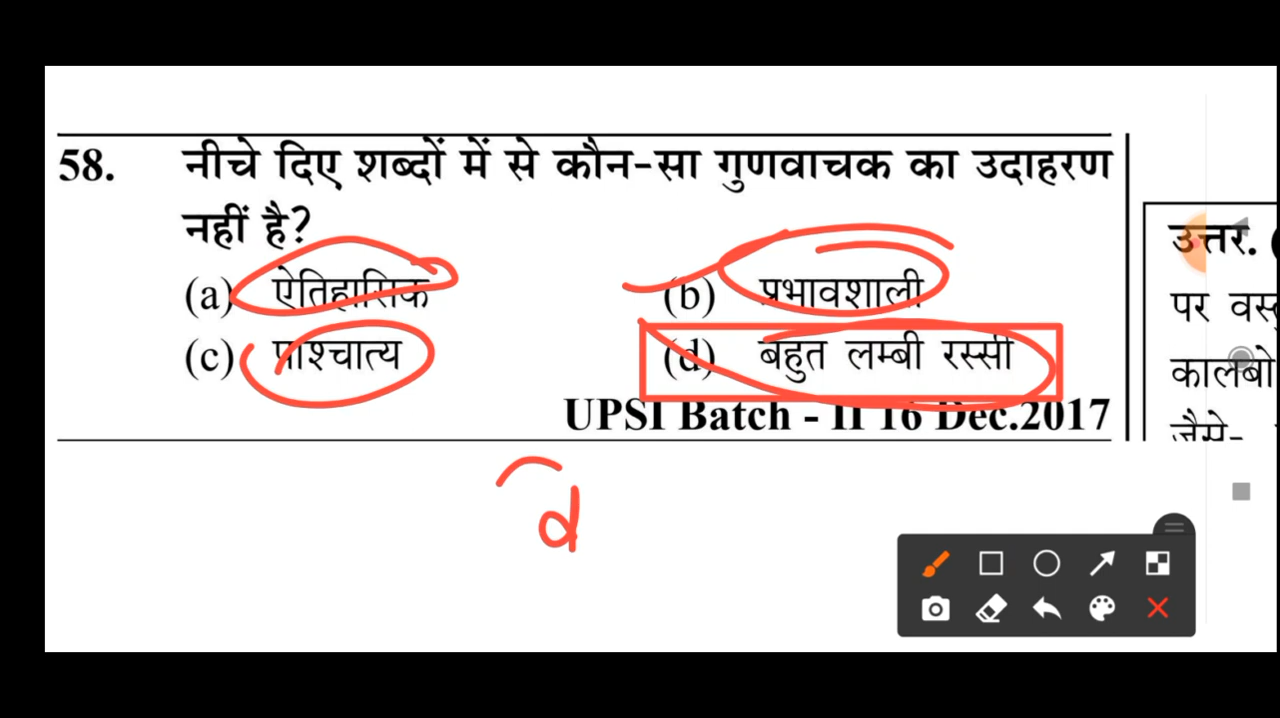 58. नीचे दिए शब्दों में से कौन-सा गुणवाचक का उदाहरण
नहीं है?
(a) ऐतिहासिक (b) प्रभावशाली
(c) पाश्चात्य (d) बहुत लम्बी रस्सी
UPSI Batch - II 16 Dec.2017
d
उत्तर. (
पर वस्
कालबो
जैसे-